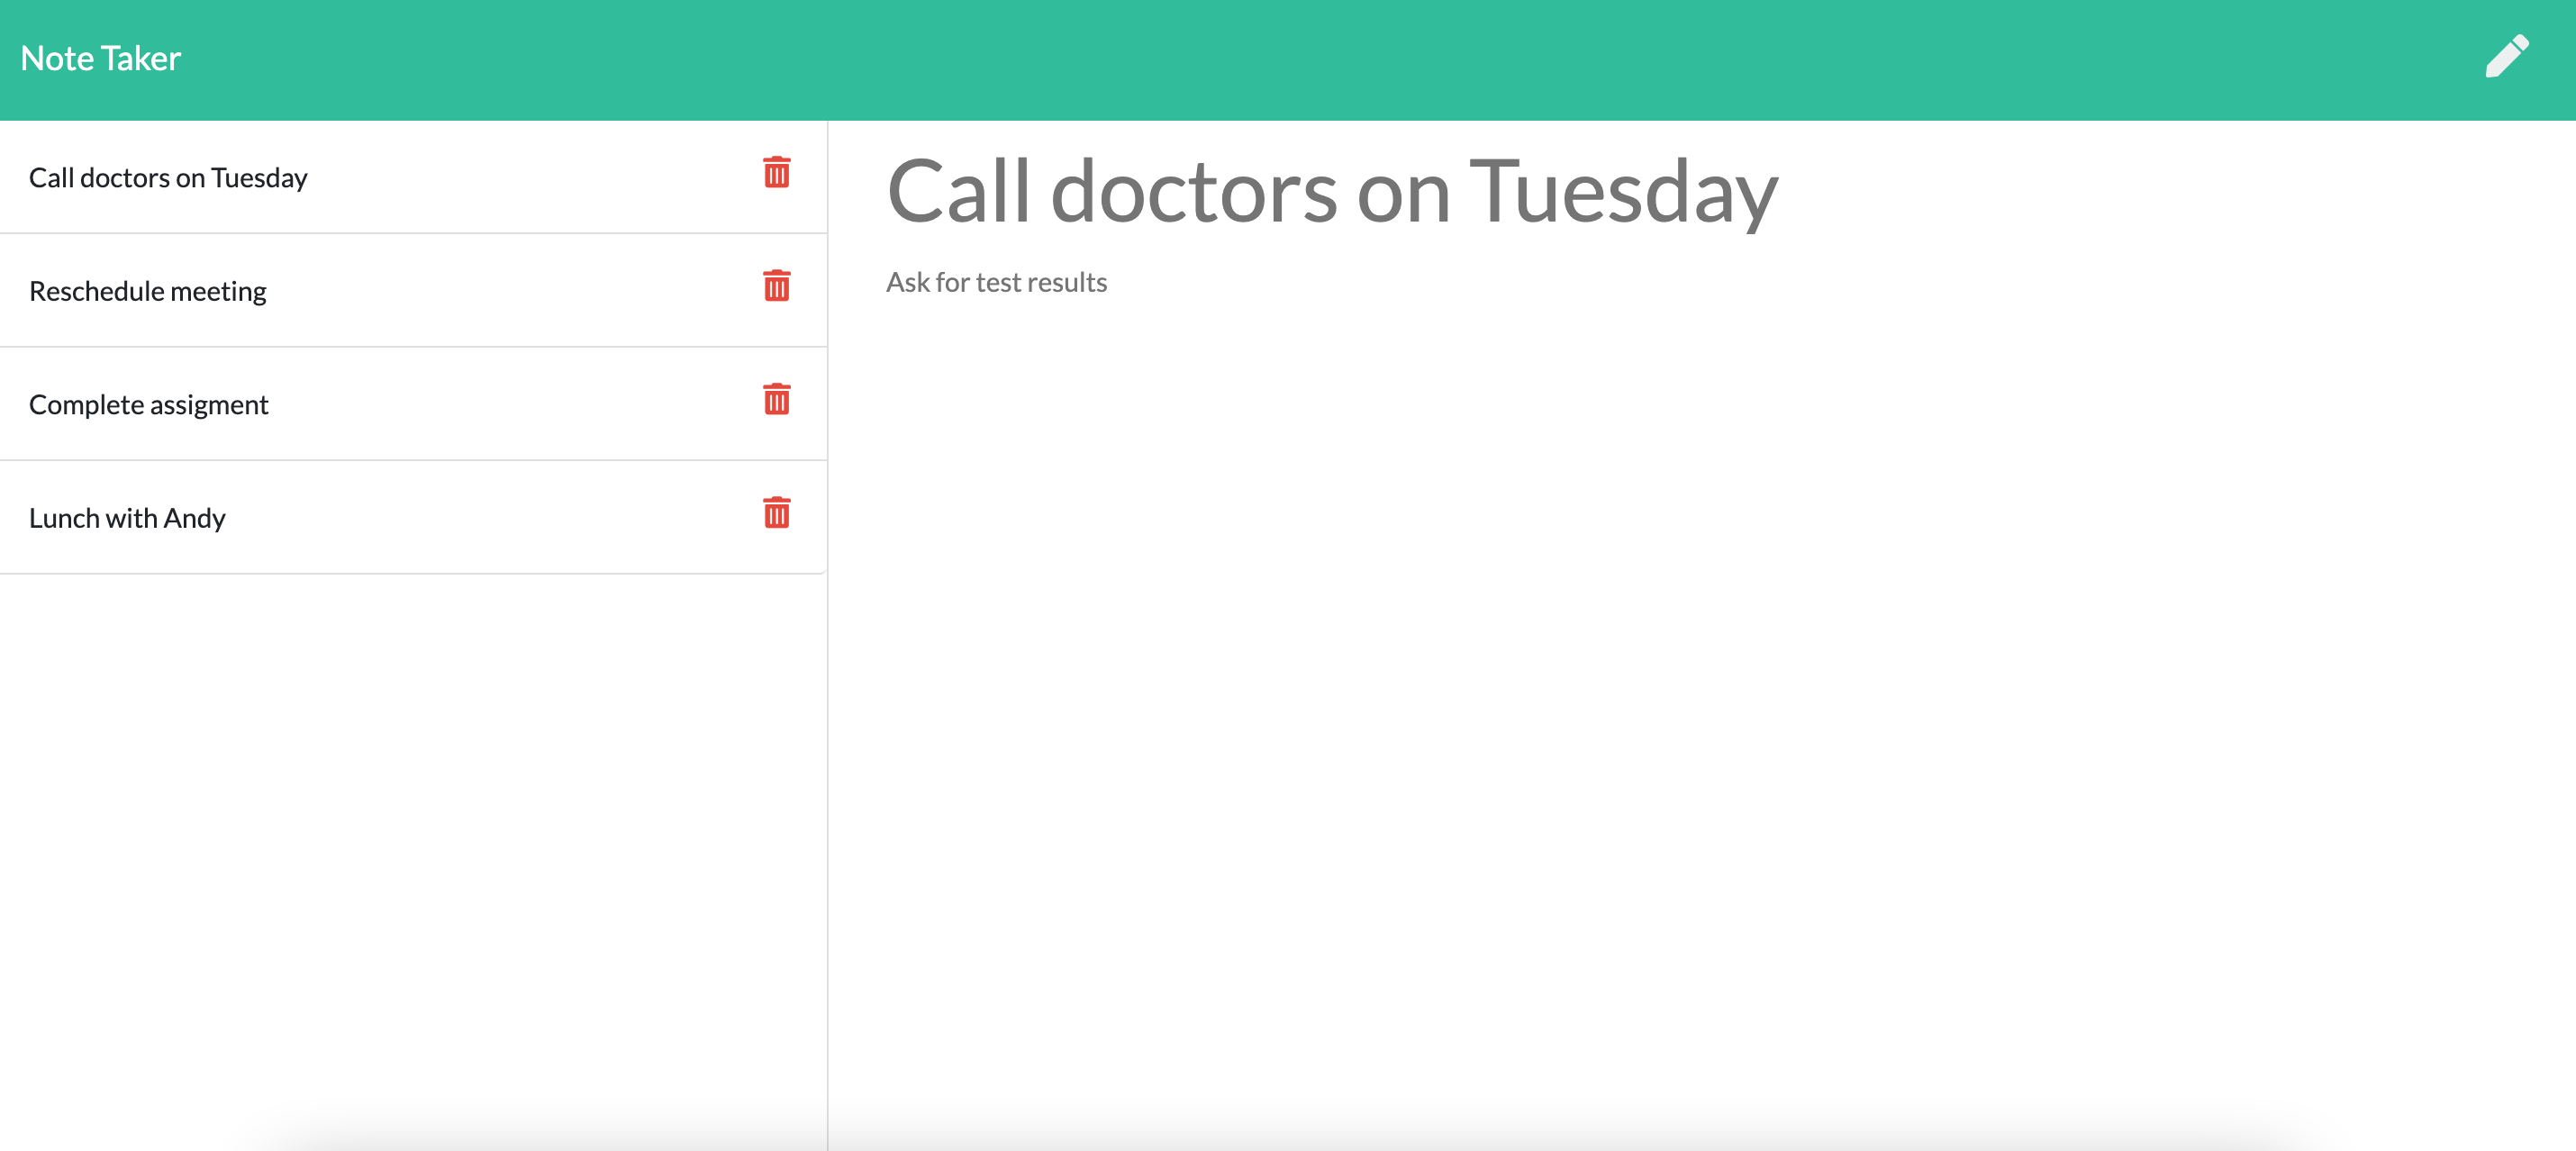 Note Taker
Call doctors on Tuesday
Reschedule meeting
Complete assigment
Lunch with Andy
Call doctors on Tuesday
Ask for test results